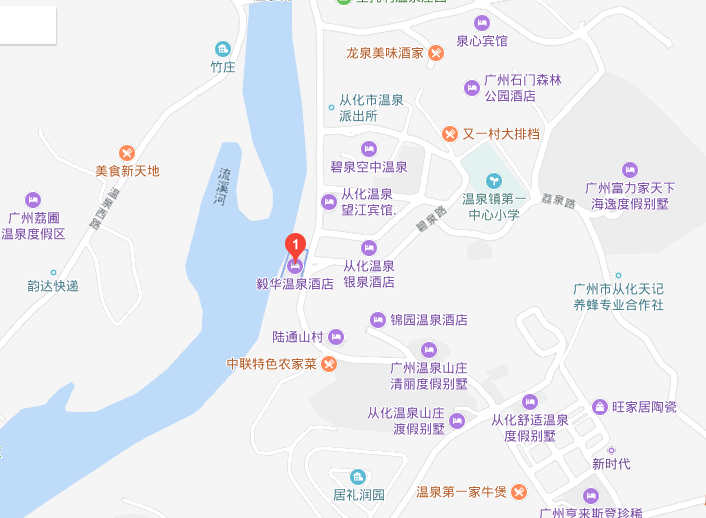 泉心宾馆
龙泉美味酒家
竹庄
广州石门森林
公园酒店
从化市温泉
派出所
又一村大排档
美食新天地
碧泉空中温泉
流溪河
温泉镇第一
中心小学
广州富力家天下
海逸度假别墅
从化温泉
望江宾馆.
荔泉路
温泉西路
广州荔圃
温泉度假区
碧泉路
1
从化温泉
银泉酒店
韵达快递
毅华温泉酒店
广州市从化天记
养蜂专业合作社
锦园温泉酒店
陆通山村
中联特色农家菜
广州温泉山庄
清丽度假别墅
从化温泉山庄
渡假别墅
从化舒适温泉
度假别墅
旺家居陶瓷
新时代
居礼润园
温泉第一家牛煲
广州亨来斯登珍稀